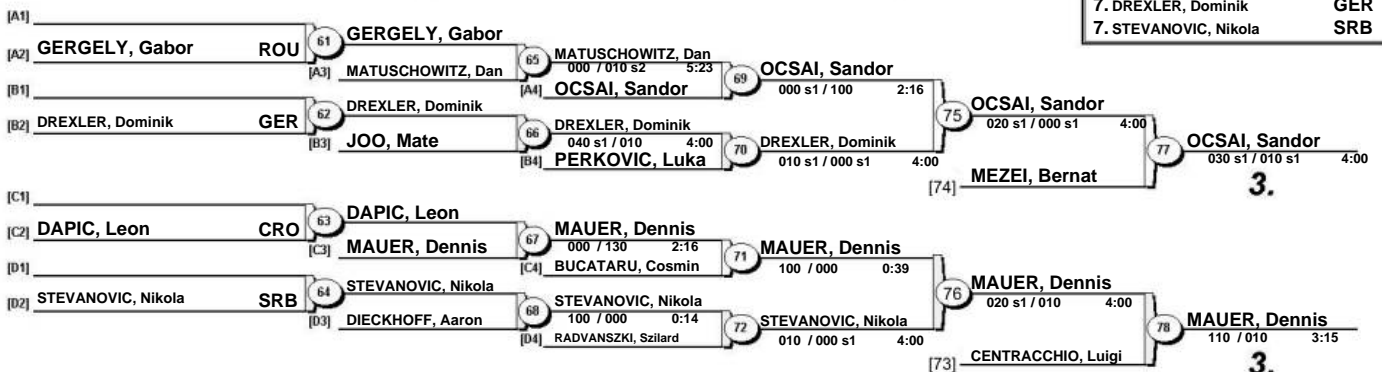 7. DREXLER, Dominik GER
7. STEVANOVIC, Nikola SRB
[A1]
[A2] GERGELY, Gabor ROU
61
GERGELY, Gabor
[A3] MATUSCHOWITZ, Dan
65
MATUSCHOWITZ, Dan
000 / 010 s2 5:23
[A4] OCSAI, Sandor
69
OCSAI, Sandor
000 s1 / 100 2:16
[B1]
[B2] DREXLER, Dominik GER
62
DREXLER, Dominik
[B3] JOO, Mate
66
DREXLER, Dominik
040 s1 / 010 4:00
[B4] PERKOVIC, Luka
70
DREXLER, Dominik
010 s1 / 000 s1 4:00
75
OCSAI, Sandor
020 s1 / 000 s1 4:00
[74] MEZEI, Bernat
77
OCSAI, Sandor
030 s1 / 010 s1 4:00
3.
[C1]
[C2] DAPIC, Leon CRO
63
DAPIC, Leon
[C3] MAUER, Dennis
67
MAUER, Dennis
000 / 130 2:16
[C4] BUCATARU, Cosmin
71
MAUER, Dennis
100 / 000 0:39
[D1]
[D2] STEVANOVIC, Nikola SRB
64
STEVANOVIC, Nikola
[D3] DIECKHOFF, Aaron
68
STEVANOVIC, Nikola
100 / 000 0:14
[D4] RADVANSZKI, Szilard
72
STEVANOVIC, Nikola
010 / 000 s1 4:00
76
MAUER, Dennis
020 s1 / 010 4:00
[73] CENTRACCHIO, Luigi
78
MAUER, Dennis
110 / 010 3:15
3.